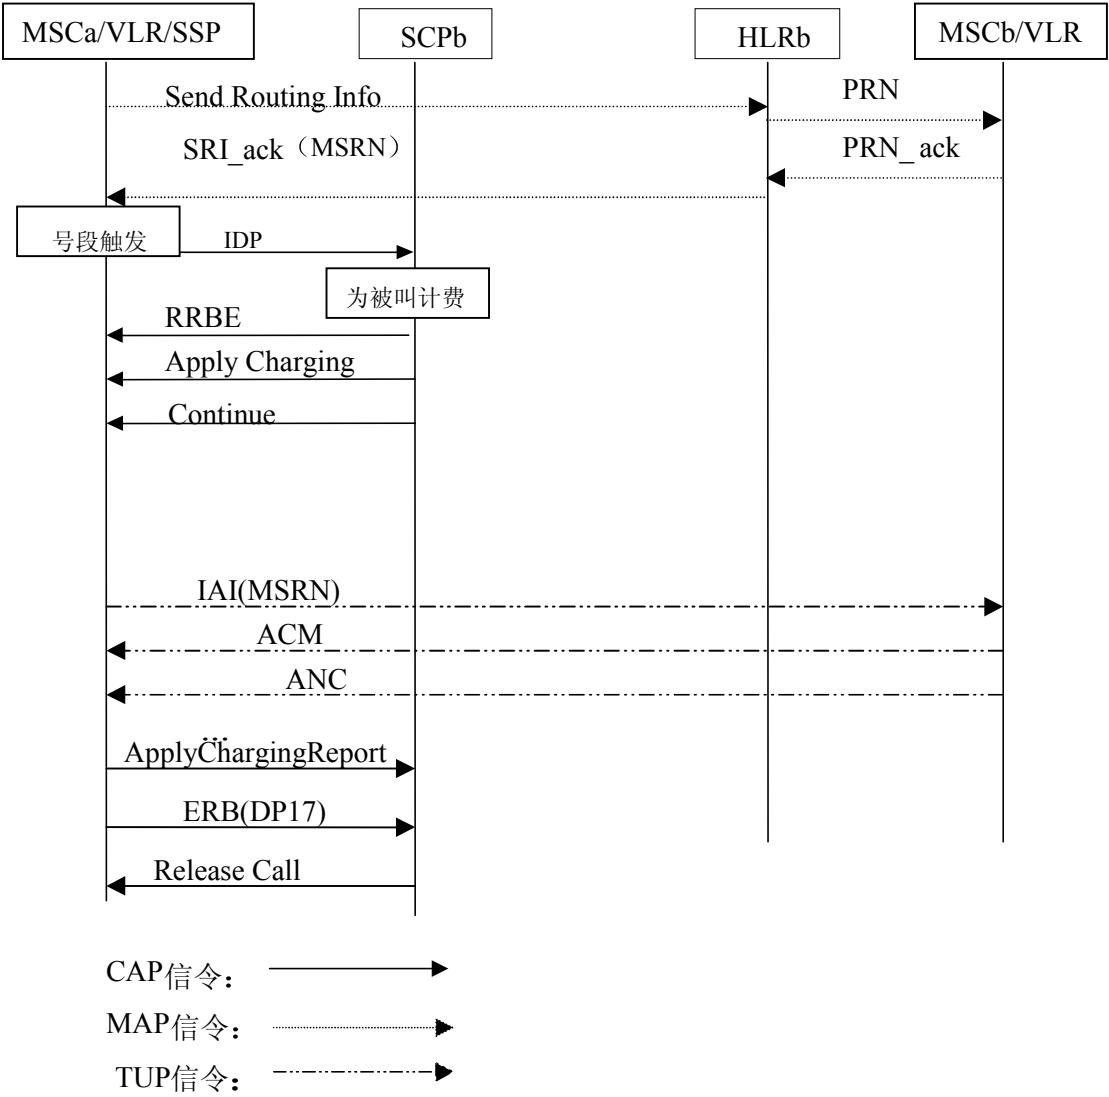 MSCa/VLR/SSP
SCPb
HLRb
MSCb/VLR
Send Routing Info
PRN
SRI_ack（MSRN）
PRN_ ack
号段触发
IDP
为被叫计费
RRBE
Apply Charging
Continue
IAI(MSRN)
ACM
ANC
…
ApplyChargingReport
ERB(DP17)
Release Call
CAP信令：
MAP信令：
TUP信令：